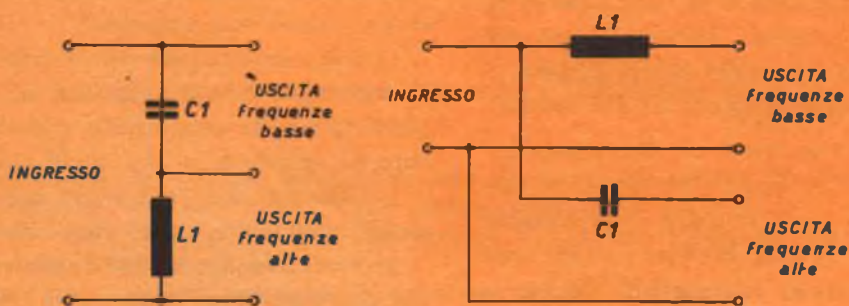 C1
USCITA
Frequenze
basse
INGRESSO
L1
USCITA
Frequenze
alte
L1
INGRESSO
USCITA
Frequenze
basse
C1
USCITA
Frequenze
alte